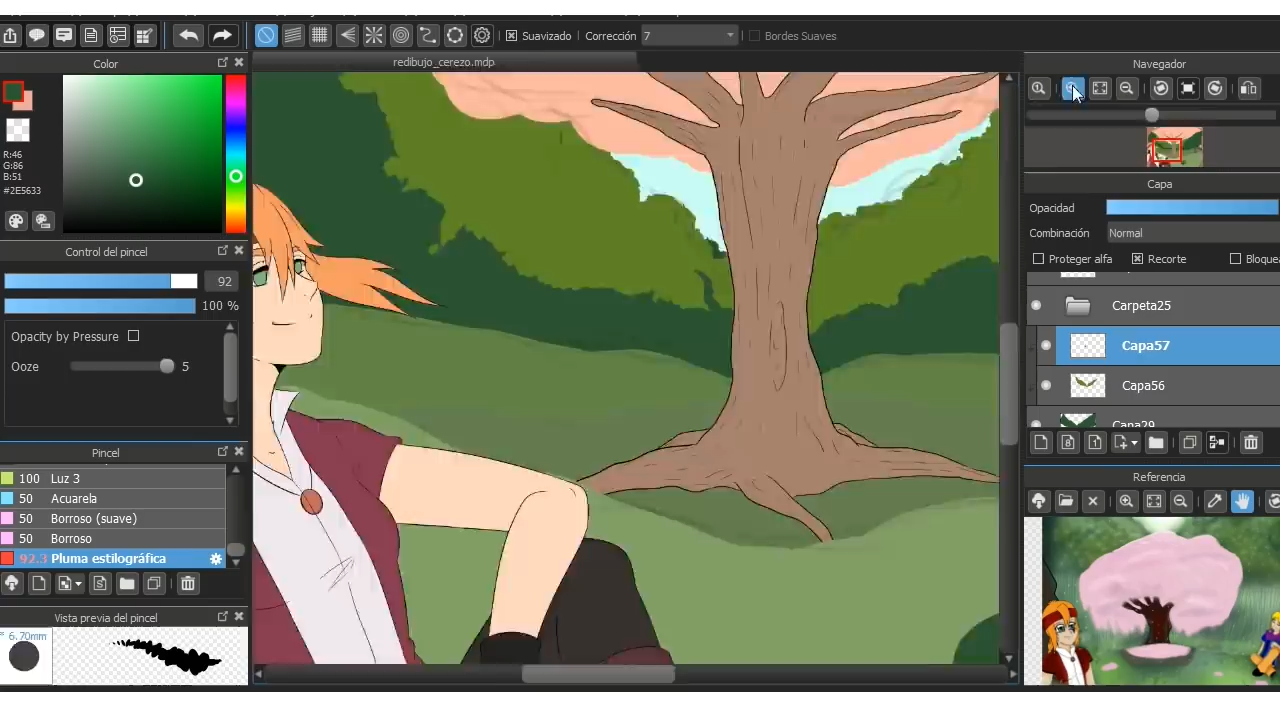 Suavizado Corrección 7 Bordes Suaves
Color
redibujo_cerezo.mdp
Navegador
R:46
G:86
B:51
#2E5633
Capa
Opacidad
Combinación Normal
Proteger alfa Recorte Bloquea
Control del pincel
92
100 %
Opacity by Pressure
Ooze 5
Carpeta25
Capa57
Capa56
Capa29
Pincel
100 Luz 3
50 Acuarela
50 Borroso (suave)
50 Borroso
92.3 Pluma estilográfica
Referencia
Vista previa del pincel
* 6.70mm